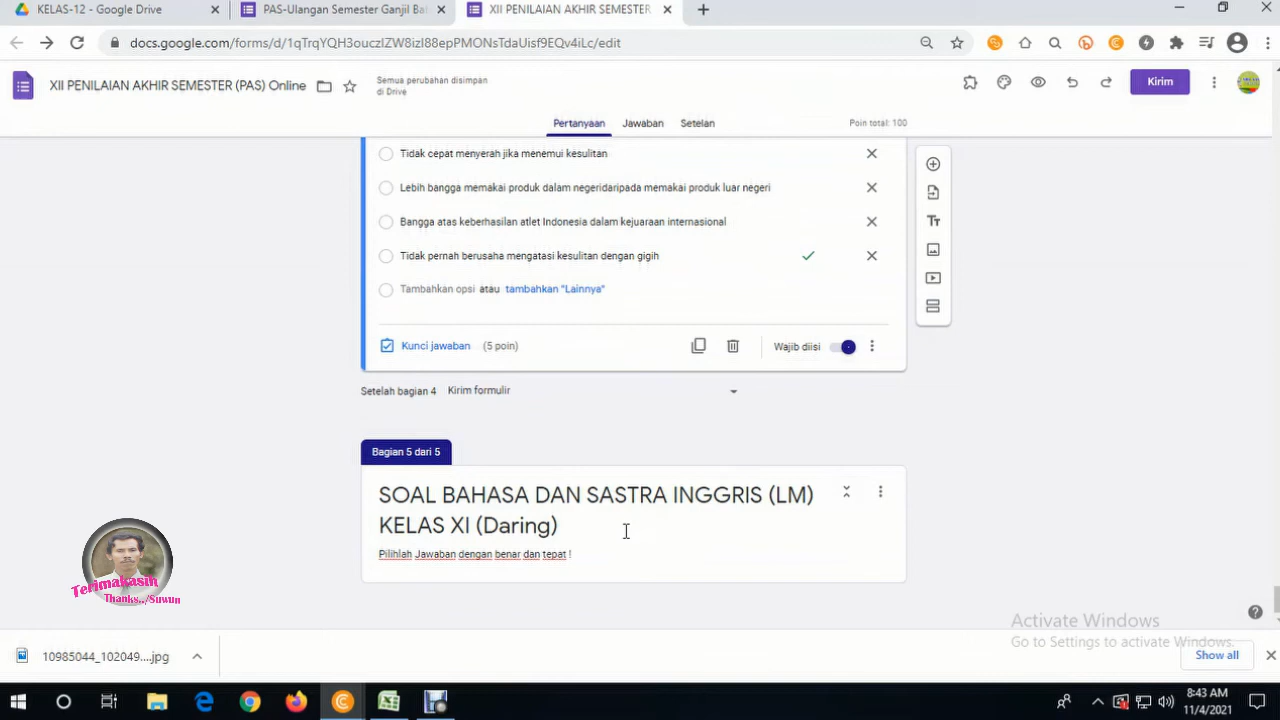 KELAS-12 - Google Drive
PAS-Ulangan Semester Ganjil Ba
XII PENILAIAN AKHIR SEMESTER
docs.google.com/forms/d/1qTrqYQH3ouczIZW8izI88epPMONsTdaUisf9EQv4iLc/edit
XII PENILAIAN AKHIR SEMESTER (PAS) Online
Semua perubahan disimpan
di Drive
Kirim
Pertanyaan
Jawaban
Setelan
Poin total: 100
Tidak cepat menyerah jika menemui kesulitan
Lebih bangga memakai produk dalam negeridaripada memakai produk luar negeri
Bangga atas keberhasilan atlet Indonesia dalam kejuaraan internasional
Tidak pernah berusaha mengatasi kesulitan dengan gigih
Tambahkan opsi atau tambahkan "Lainnya"
Kunci jawaban (5 poin)
Wajib diisi
Setelah bagian 4 Kirim formulir
Bagian 5 dari 5
SOAL BAHASA DAN SASTRA INGGRIS (LM)
KELAS XI (Daring)
Pilihlah Jawaban dengan benar dan tepat !
Terimakasih
Thanks../Suwun
Activate Windows
Go to Settings to activate Windows.
10985044_102049....jpg
Show all
8:43 AM
11/4/2021